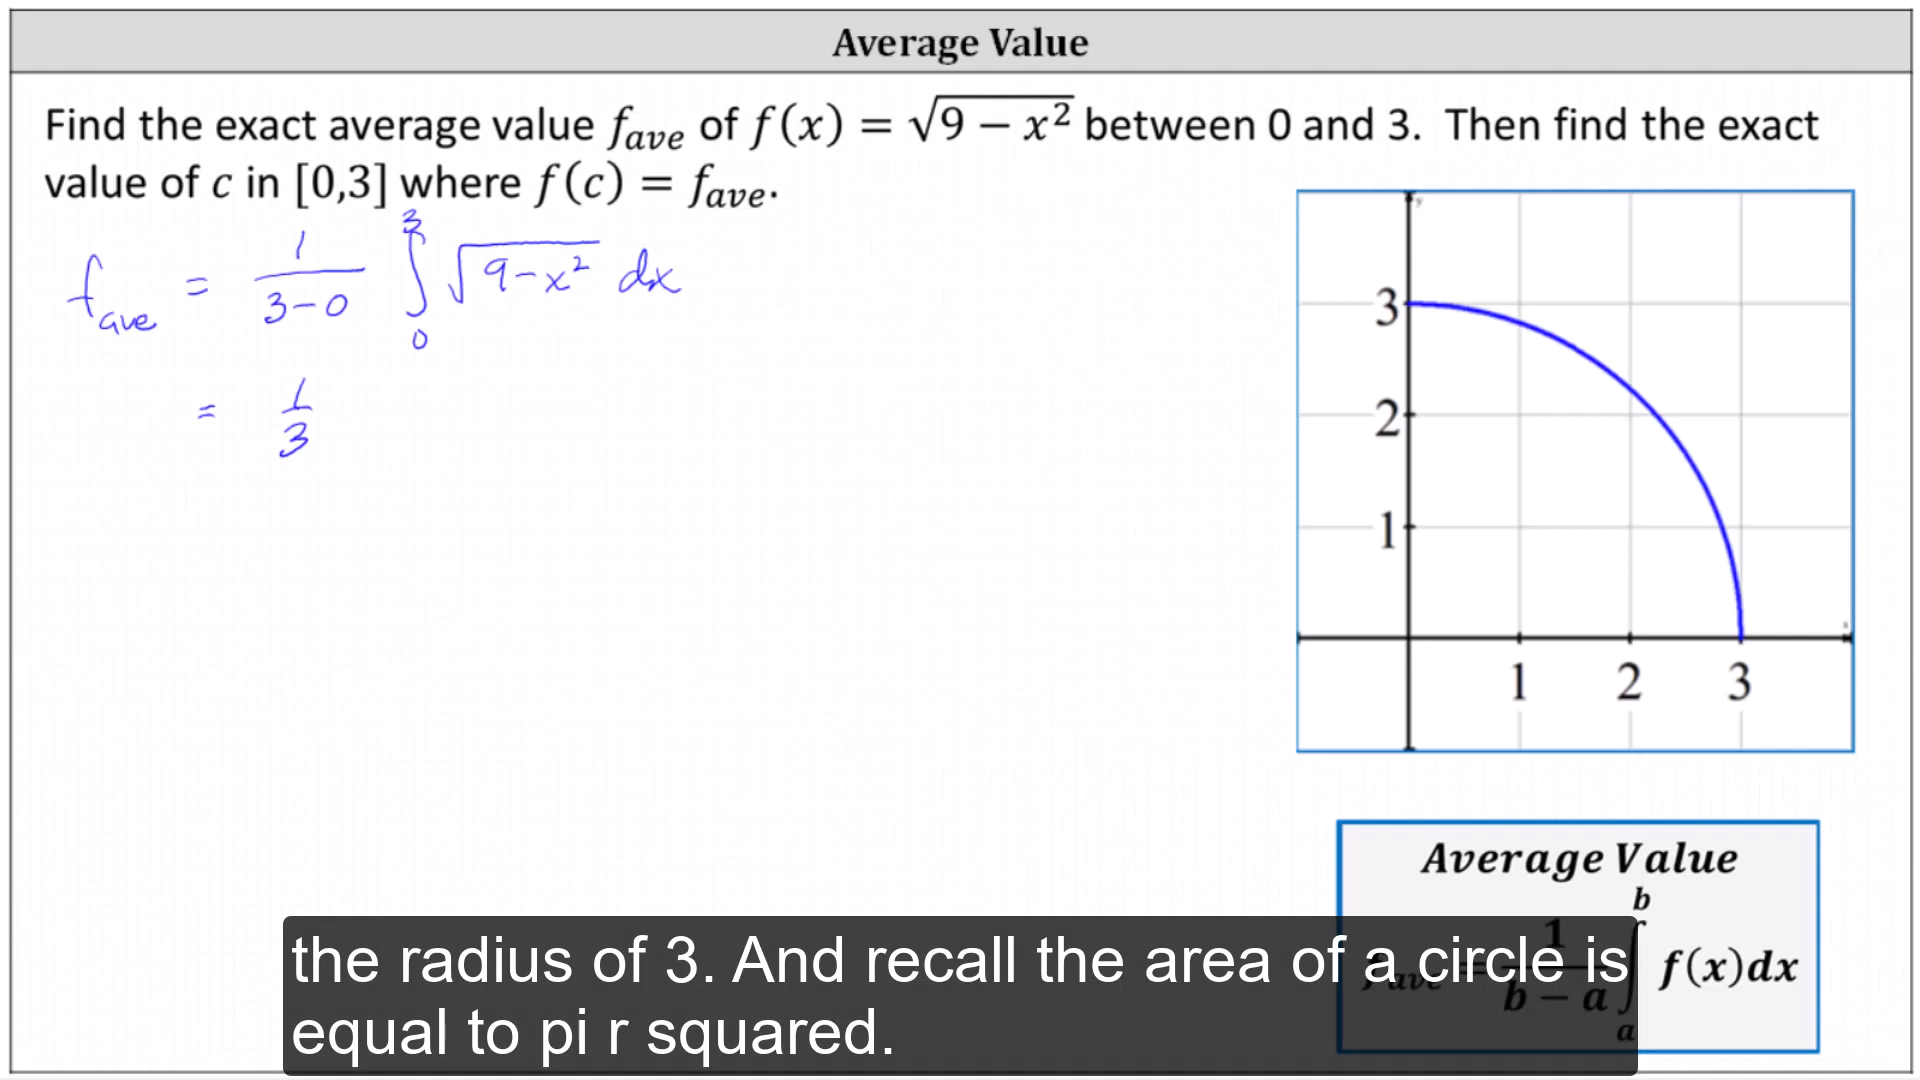 Average Value
Find the exact average value f_ave of f(x) = √(9 − x²) between 0 and 3. Then find the exact
value of c in [0,3] where f(c) = f_ave.
f_ave = 1/(3−0) ∫₀³ √(9−x²) dx
= 1/3
y
3
2
1
1 2 3
Average Value
f_ave = 1/(b − a) ∫ₐᵇ f(x)dx
the radius of 3. And recall the area of a circle is
equal to pi r squared.